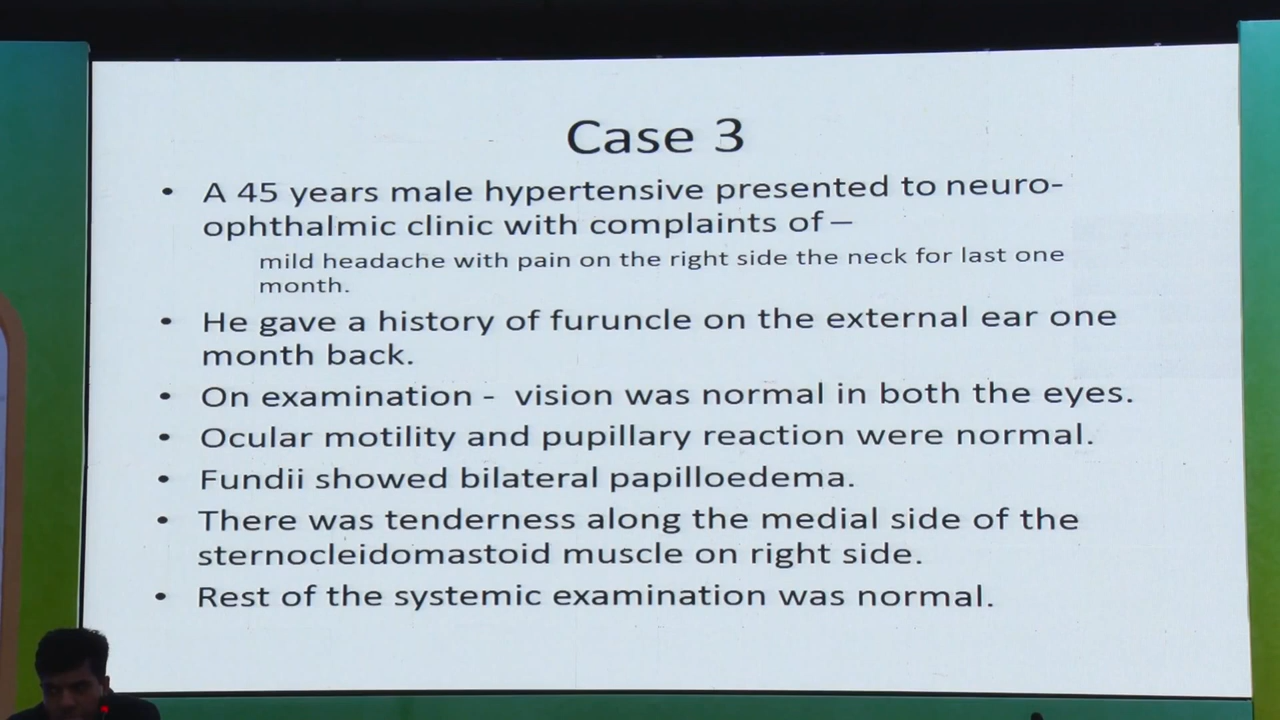 Case 3
• A 45 years male hypertensive presented to neuro-
ophthalmic clinic with complaints of –
mild headache with pain on the right side the neck for last one
month.
• He gave a history of furuncle on the external ear one
month back.
• On examination - vision was normal in both the eyes.
• Ocular motility and pupillary reaction were normal.
• Fundii showed bilateral papilloedema.
• There was tenderness along the medial side of the
sternocleidomastoid muscle on right side.
• Rest of the systemic examination was normal.